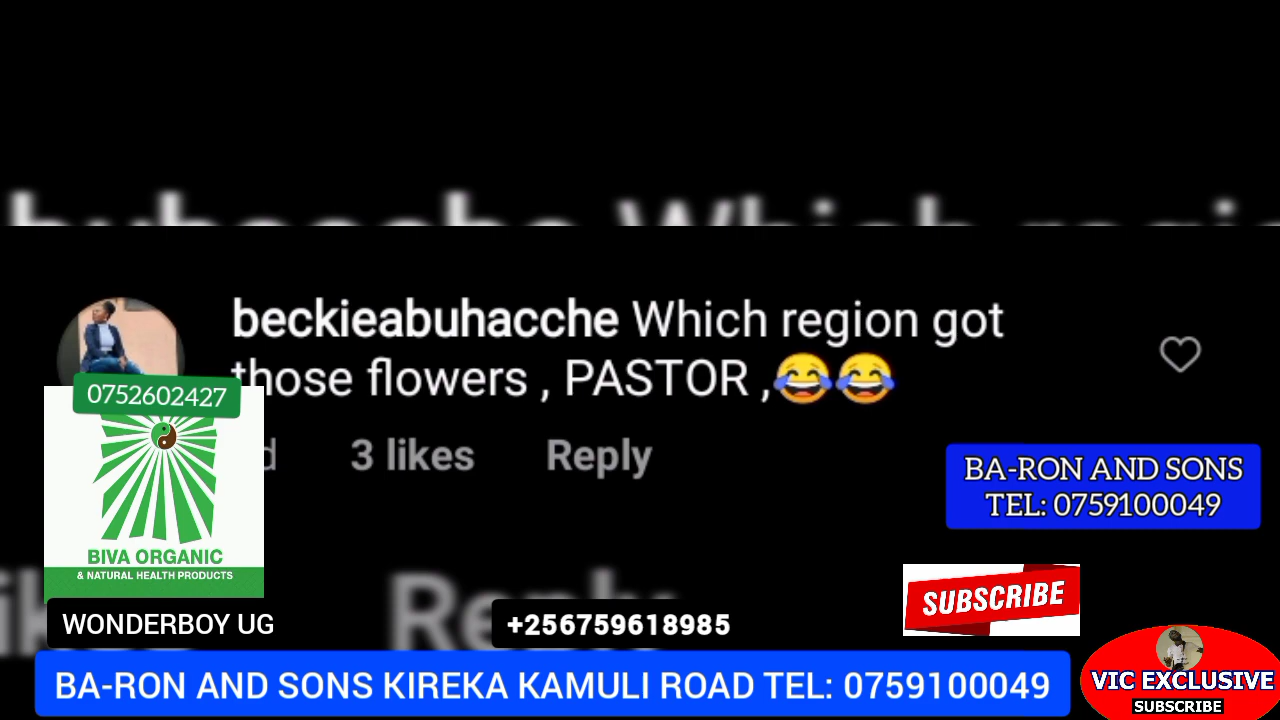 beckieabuhacche Which region got
those flowers , PASTOR ,😂😂
d 3 likes Reply
0752602427
BIVA ORGANIC
& NATURAL HEALTH PRODUCTS
BA-RON AND SONS
TEL: 0759100049
SUBSCRIBE
WONDERBOY UG
+256759618985
BA-RON AND SONS KIREKA KAMULI ROAD TEL: 0759100049
VIC EXCLUSIVE
SUBSCRIBE